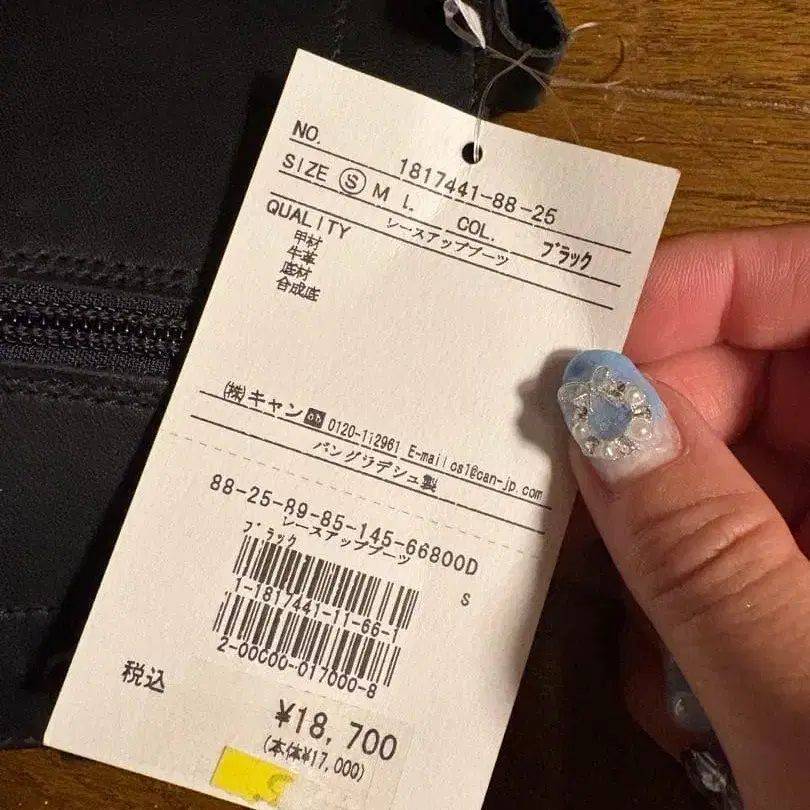 NO. 1817441-88-25
SIZE S M L COL. ブラック
QUALITY レースアップブーツ
甲材
牛革
底材
合成底
㈱キャン 0120-112961 E-mail cs1@can-jp.com
バングラデシュ製
88-25-89-85-145-66800D
レースアップブーツ
ブラック S
1-1817441-11-66-1
2-00000-017000-8
税込 ¥18,700
(本体¥17,000)